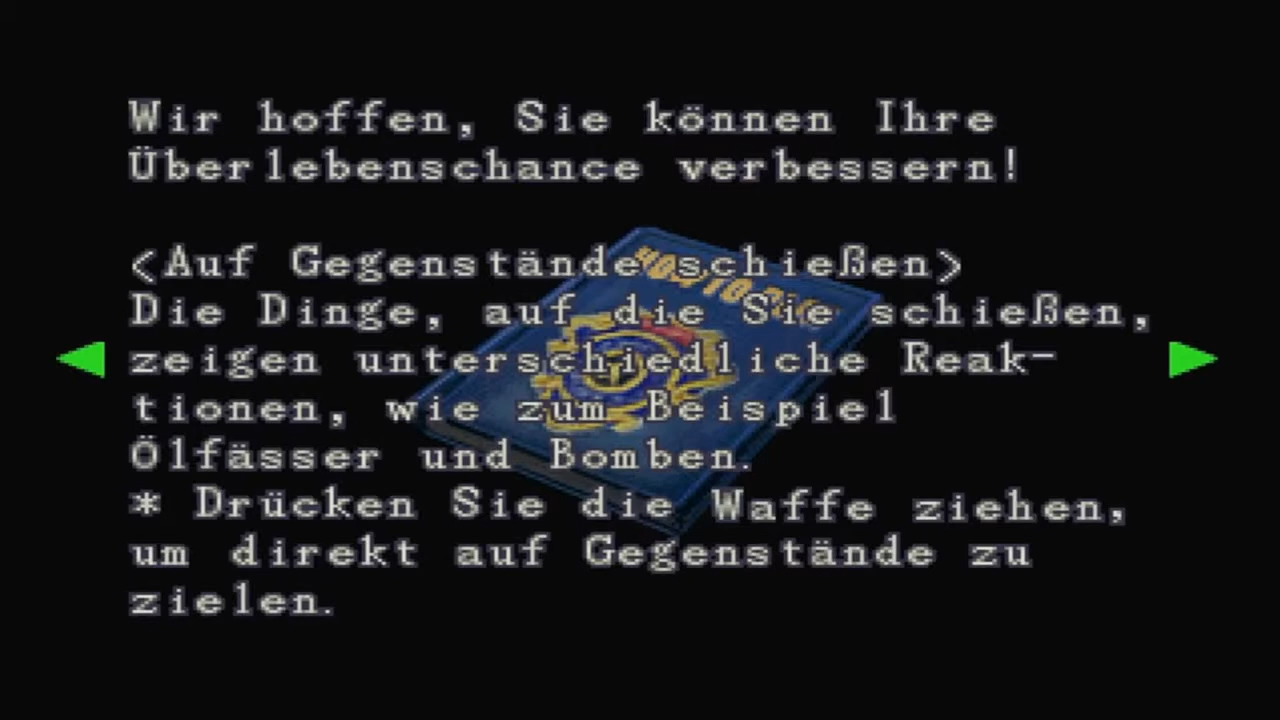 Wir hoffen, Sie können Ihre
Überlebenschance verbessern!
<Auf Gegenstände schießen>
Die Dinge, auf die Sie schießen,
zeigen unterschiedliche Reak-
tionen, wie zum Beispiel
Ölfässer und Bomben.
* Drücken Sie die Waffe ziehen,
um direkt auf Gegenstände zu
zielen.